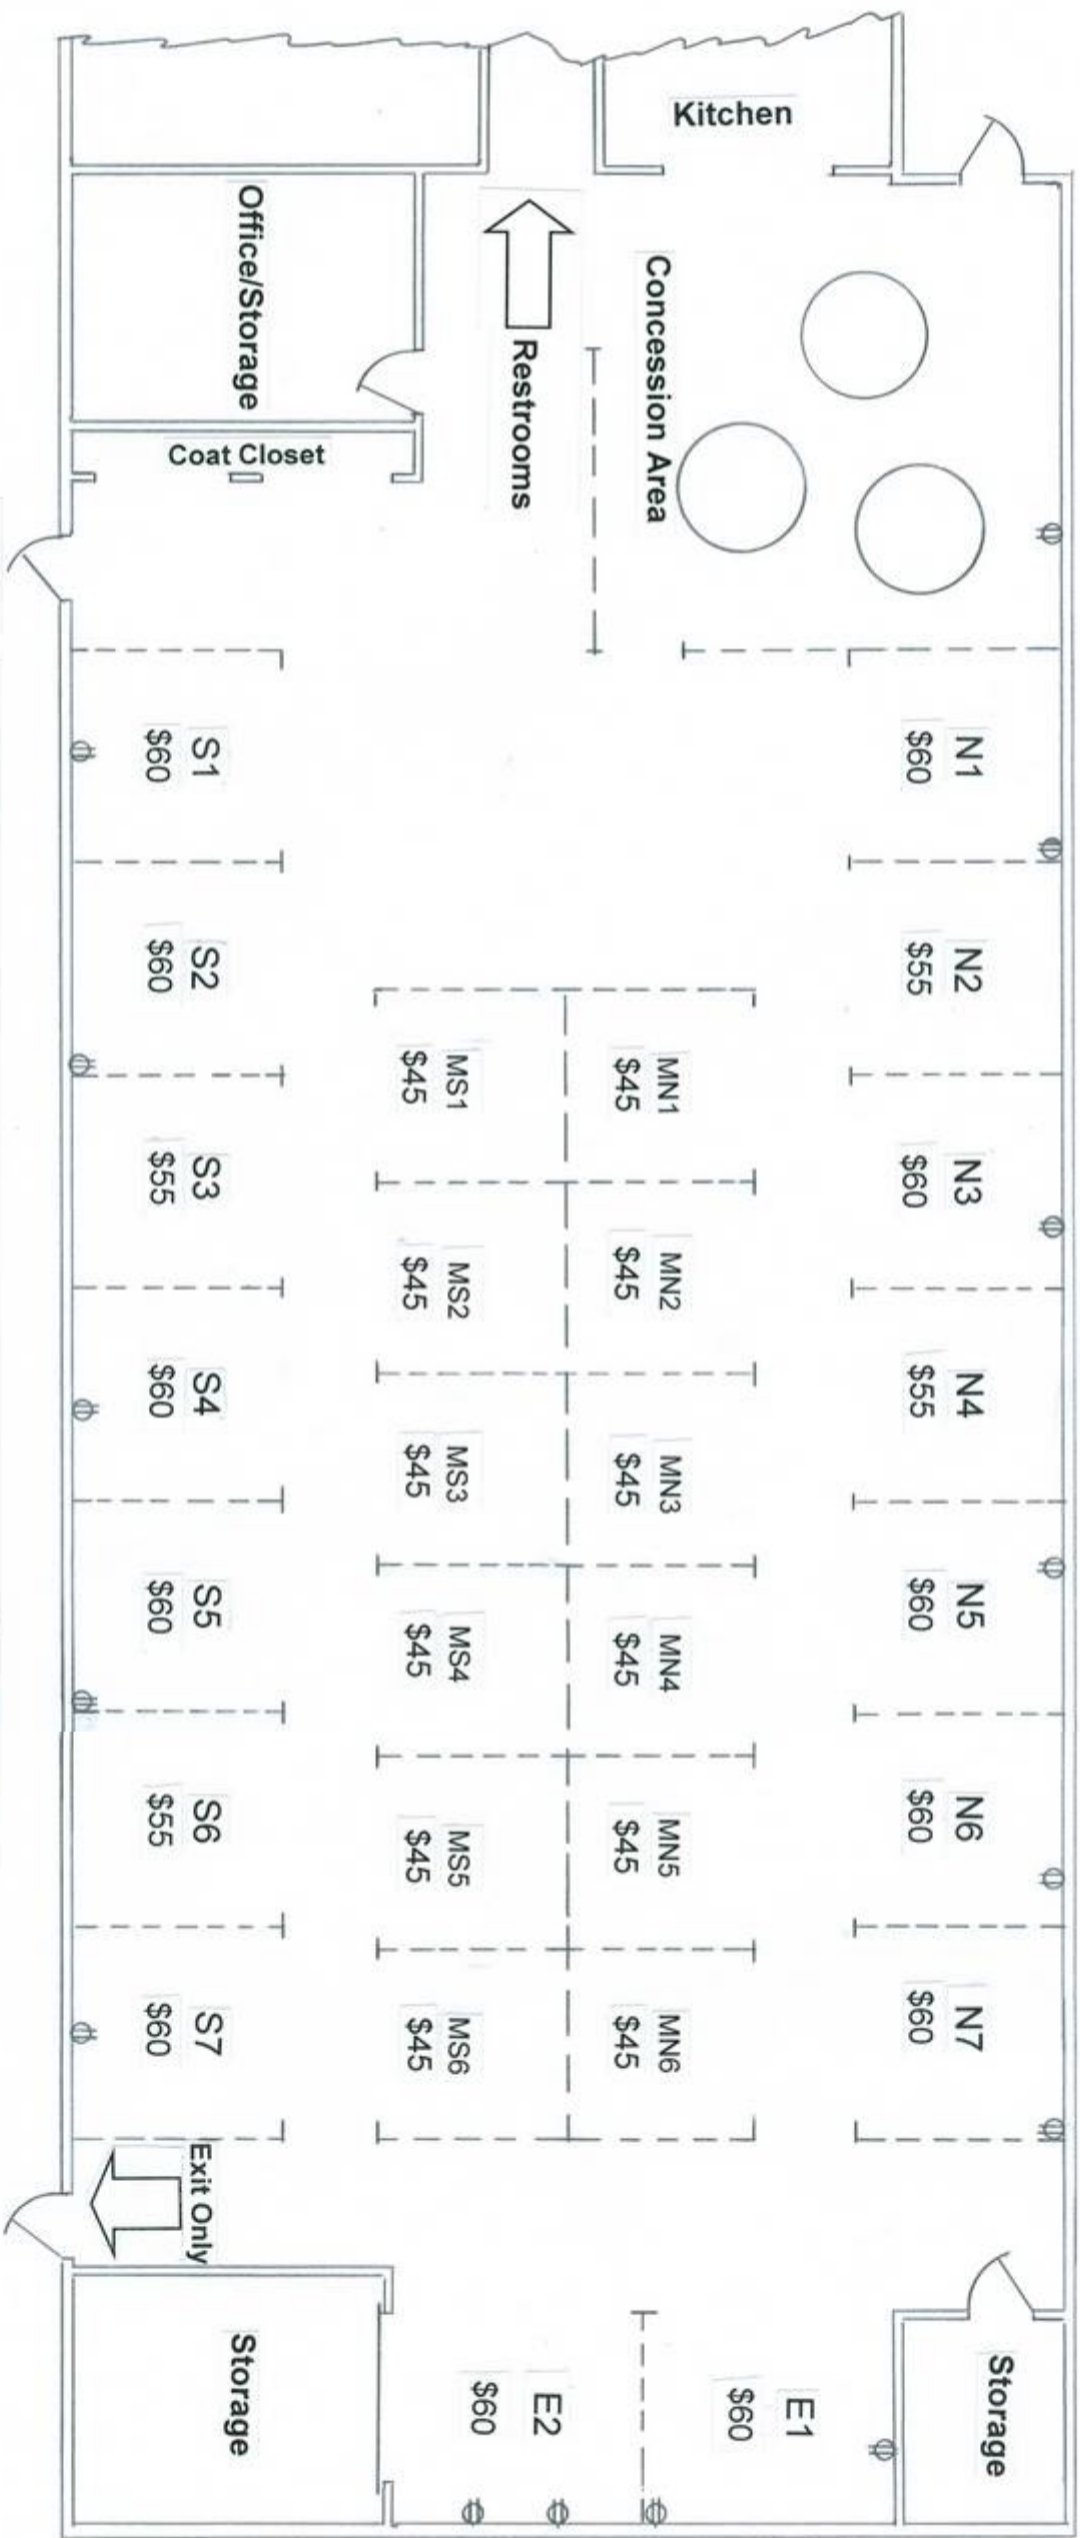 Kitchen
Office/Storage
Coat Closet
Restrooms
Concession Area
N1
$60
N2
$55
N3
$60
N4
$55
N5
$60
N6
$60
N7
$60
MN1
$45
MN2
$45
MN3
$45
MN4
$45
MN5
$45
MN6
$45
MS1
$45
MS2
$45
MS3
$45
MS4
$45
MS5
$45
MS6
$45
S1
$60
S2
$60
S3
$55
S4
$60
S5
$60
S6
$55
S7
$60
Exit Only
Storage
E1
$60
E2
$60
Storage